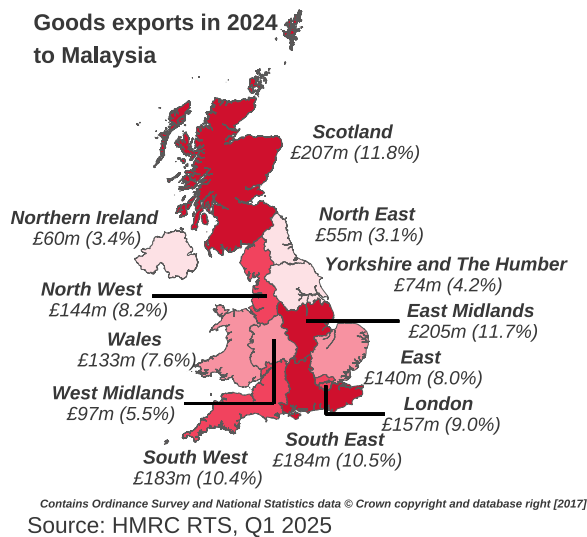 Goods exports in 2024
to Malaysia
Scotland
£207m (11.8%)
Northern Ireland
£60m (3.4%)
North East
£55m (3.1%)
Yorkshire and The Humber
£74m (4.2%)
North West
£144m (8.2%)
East Midlands
£205m (11.7%)
Wales
£133m (7.6%)
East
£140m (8.0%)
West Midlands
£97m (5.5%)
London
£157m (9.0%)
South East
£184m (10.5%)
South West
£183m (10.4%)
Contains Ordinance Survey and National Statistics data © Crown copyright and database right [2017]
Source: HMRC RTS, Q1 2025